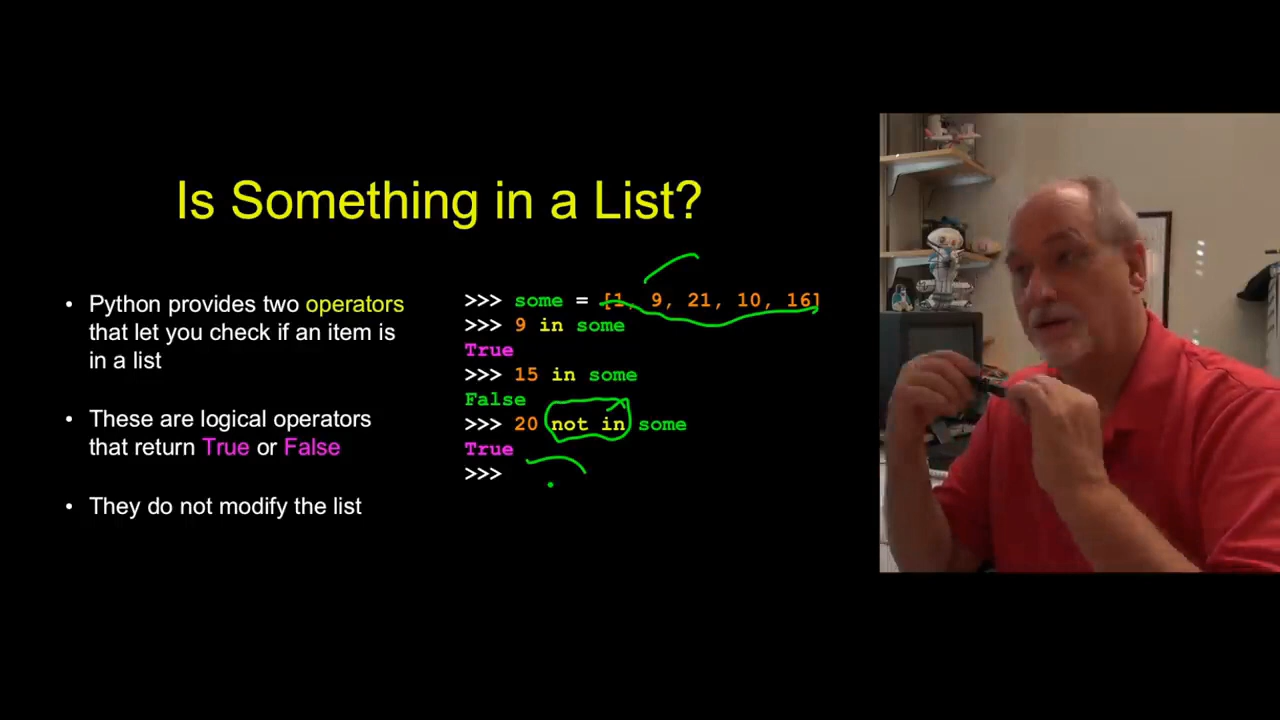 Is Something in a List?
• Python provides two operators
that let you check if an item is
in a list
• These are logical operators
that return True or False
• They do not modify the list
>>> some = [1, 9, 21, 10, 16]
>>> 9 in some
True
>>> 15 in some
False
>>> 20 not in some
True
>>>